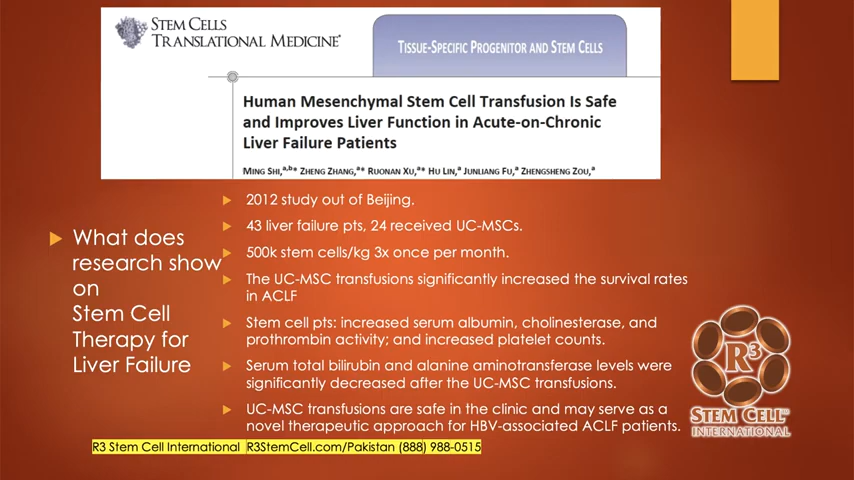 STEM CELLS
TRANSLATIONAL MEDICINE®
TISSUE-SPECIFIC PROGENITOR AND STEM CELLS
Human Mesenchymal Stem Cell Transfusion Is Safe
and Improves Liver Function in Acute-on-Chronic
Liver Failure Patients
MING SHI,a,b* ZHENG ZHANG,a* RUONAN XU,a* HU LIN,a JUNLIANG FU,a ZHENGSHENG ZOU,a
What does
research show
on
Stem Cell
Therapy for
Liver Failure
2012 study out of Beijing.
43 liver failure pts, 24 received UC-MSCs.
500k stem cells/kg 3x once per month.
The UC-MSC transfusions significantly increased the survival rates
in ACLF
Stem cell pts: increased serum albumin, cholinesterase, and
prothrombin activity; and increased platelet counts.
Serum total bilirubin and alanine aminotransferase levels were
significantly decreased after the UC-MSC transfusions.
UC-MSC transfusions are safe in the clinic and may serve as a
novel therapeutic approach for HBV-associated ACLF patients.
R3
STEM CELL
INTERNATIONAL
R3 Stem Cell International R3StemCell.com/Pakistan (888) 988-0515